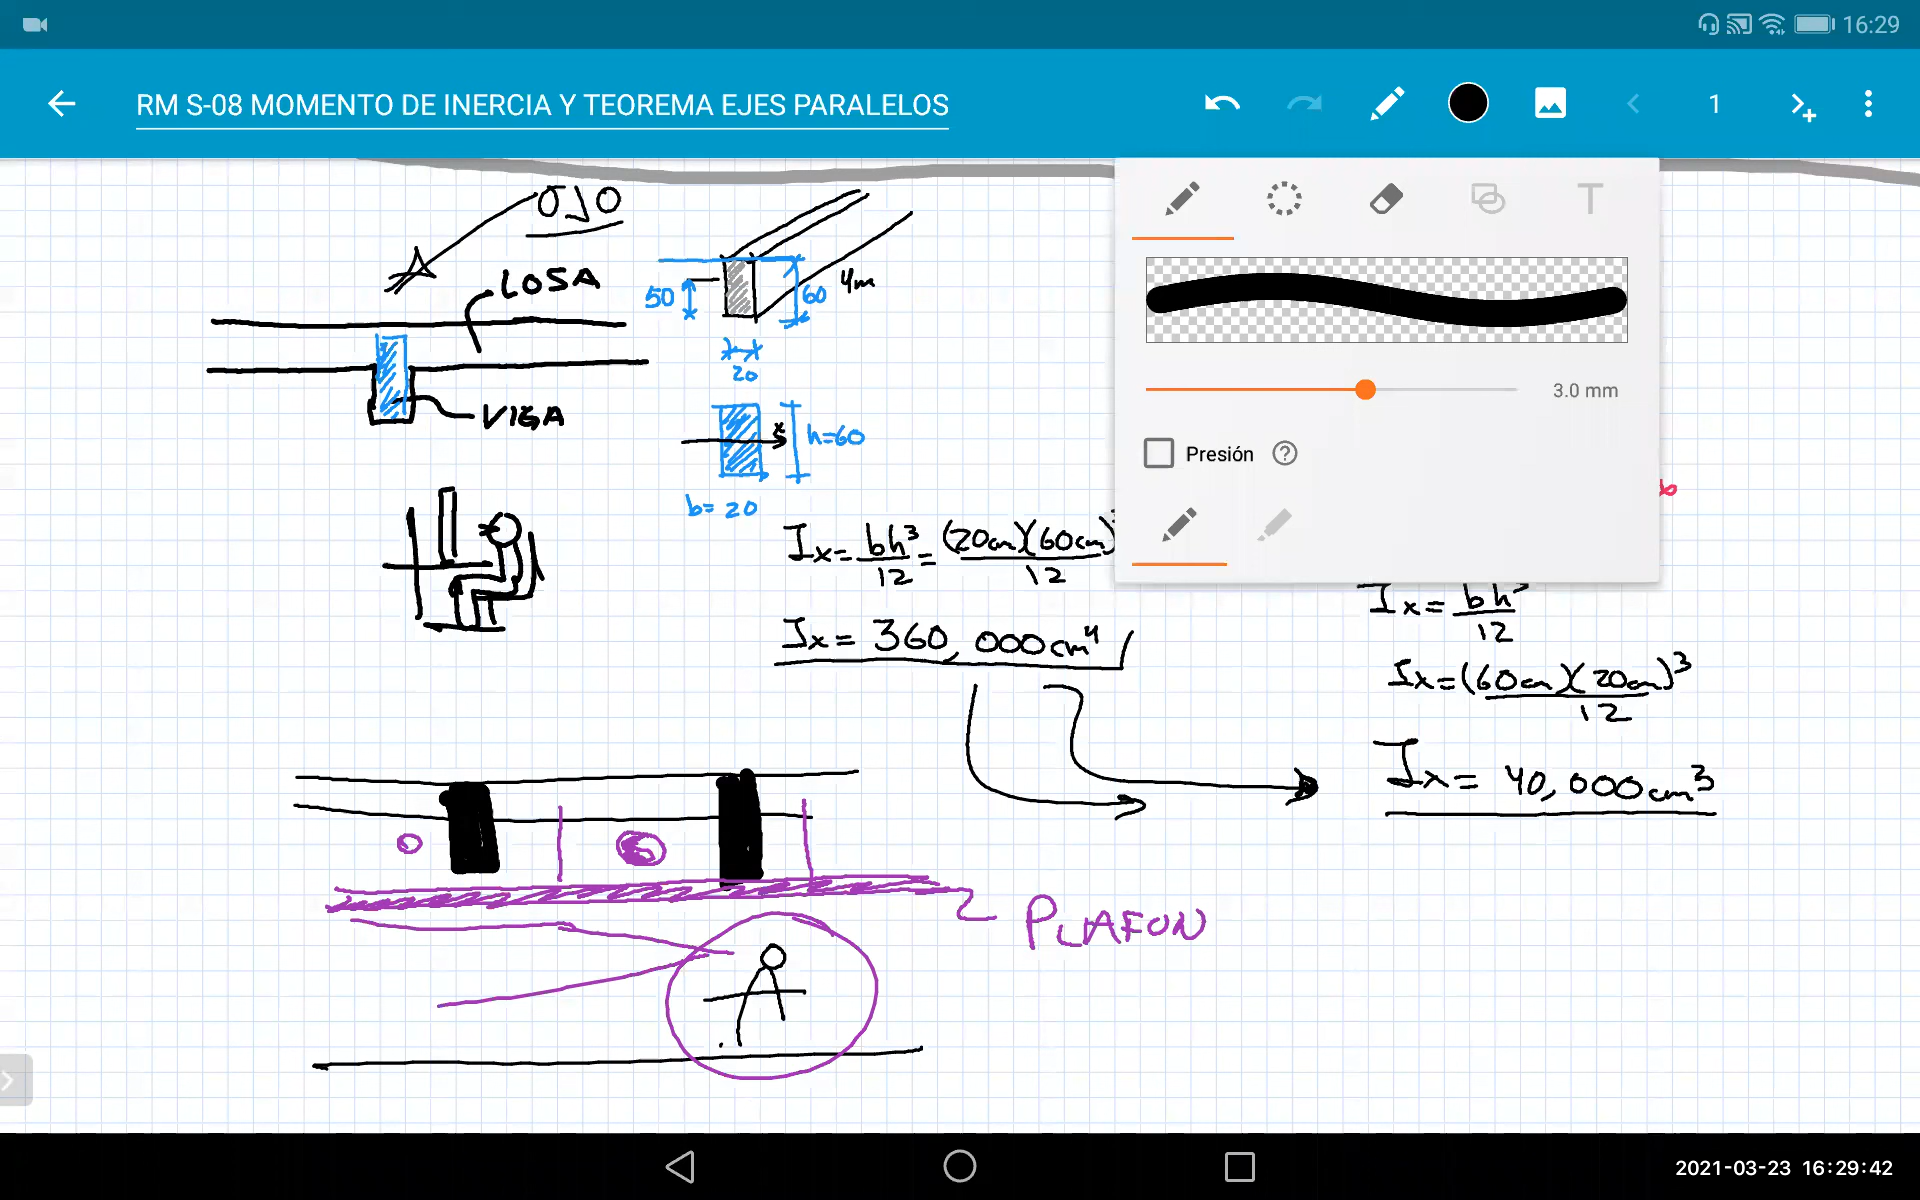 16:29
RM S-08 MOMENTO DE INERCIA Y TEOREMA EJES PARALELOS
1
T
3.0 mm
Presión
?
OJO
LOSA
VIGA
50
60
4m
20
x
h=60
b= 20
Ix= bh³/12 = (20cm)(60cm)/12
Ix= 360,000cm⁴
Ix= bh³/12
Ix= (60cm)(20cm)³/12
Ix= 40,000cm³
PLAFON
2021-03-23 16:29:42